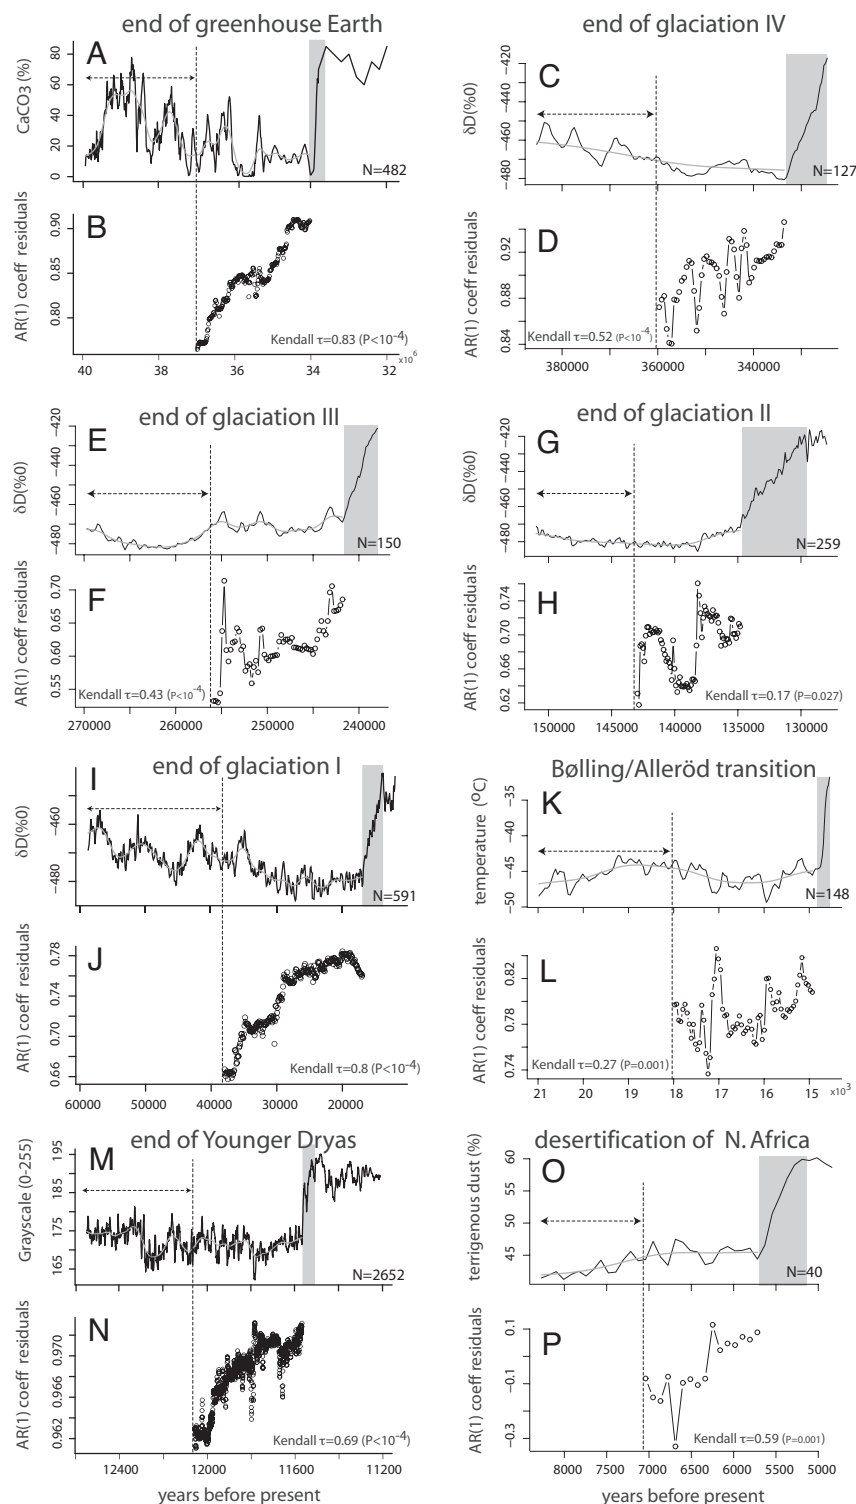 end of greenhouse Earth
A
CaCO3 (%)
80
60
40
20
0
N=482
B
AR(1) coeff residuals
0.90
0.85
0.80
Kendall τ=0.83 (P<10-4)
40 38 36 34 32
x10 6
end of glaciation IV
C
δD(%0)
-420
-440
-460
-480
N=127
D
AR(1) coeff residuals
0.92
0.88
0.84
Kendall τ=0.52 (P<10-4)
380000 360000 340000
end of glaciation III
E
δD(%0)
-420
-440
-460
-480
N=150
F
AR(1) coeff residuals
0.70
0.65
0.60
0.55
Kendall τ=0.43 (P<10-4)
270000 260000 250000 240000
end of glaciation II
G
δD(%0)
-420
-440
-460
-480
N=259
H
AR(1) coeff residuals
0.74
0.70
0.66
0.62
Kendall τ=0.17 (P=0.027)
150000 145000 140000 135000 130000
end of glaciation I
I
δD(%0)
-460
-480
N=591
J
AR(1) coeff residuals
0.78
0.74
0.70
0.66
Kendall τ=0.8 (P<10-4)
60000 50000 40000 30000 20000
Bølling/Alleröd transition
K
temperature (oC)
-35
-45
-50
N=148
L
AR(1) coeff residuals
0.82
0.78
0.74
Kendall τ=0.27 (P=0.001)
21 20 19 18 17 16 15 x10 3
end of Younger Dryas
M
Grayscale (0-255)
195
185
175
165
N=2652
N
AR(1) coeff residuals
0.970
0.966
0.962
Kendall τ=0.69 (P<10-4)
12400 12000 11600 11200
years before present
desertification of N. Africa
O
terrigenous dust (%)
60
55
50
45
N=40
P
AR(1) coeff residuals
0.1
-0.1
-0.3
Kendall τ=0.59 (P=0.001)
8000 7000 6000 5000 4000
years before present